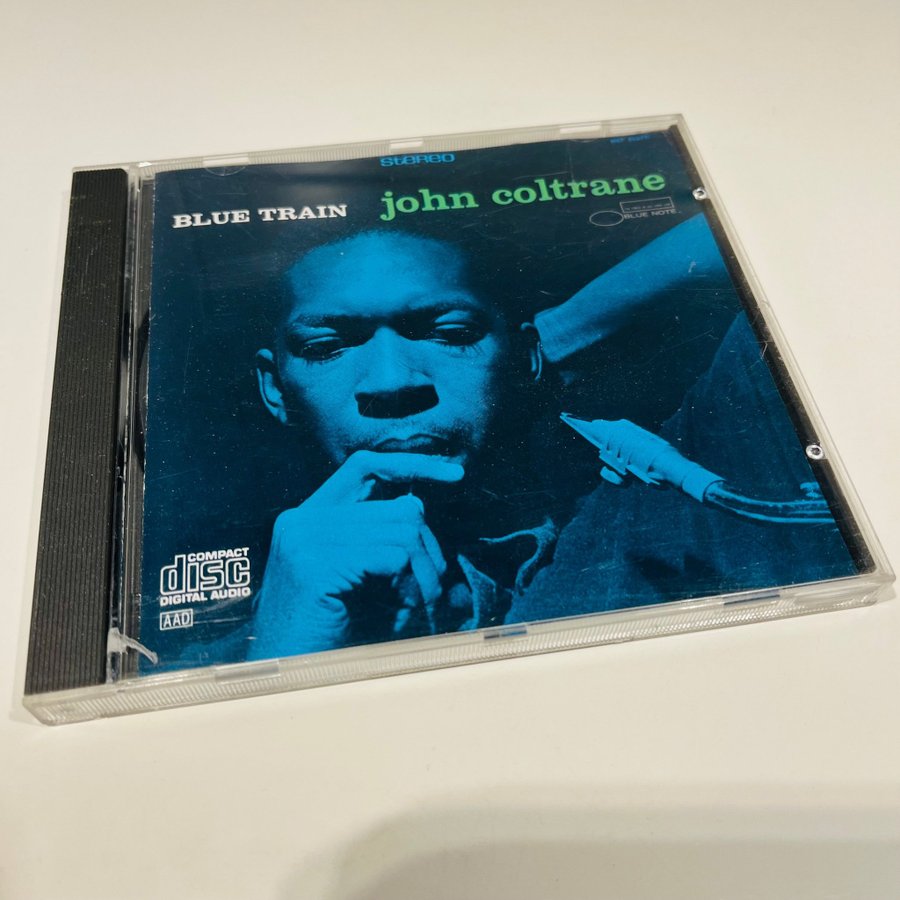 stereo
BLUE TRAIN
john coltrane
BLUE NOTE
COMPACT
disc
DIGITAL AUDIO
AAD